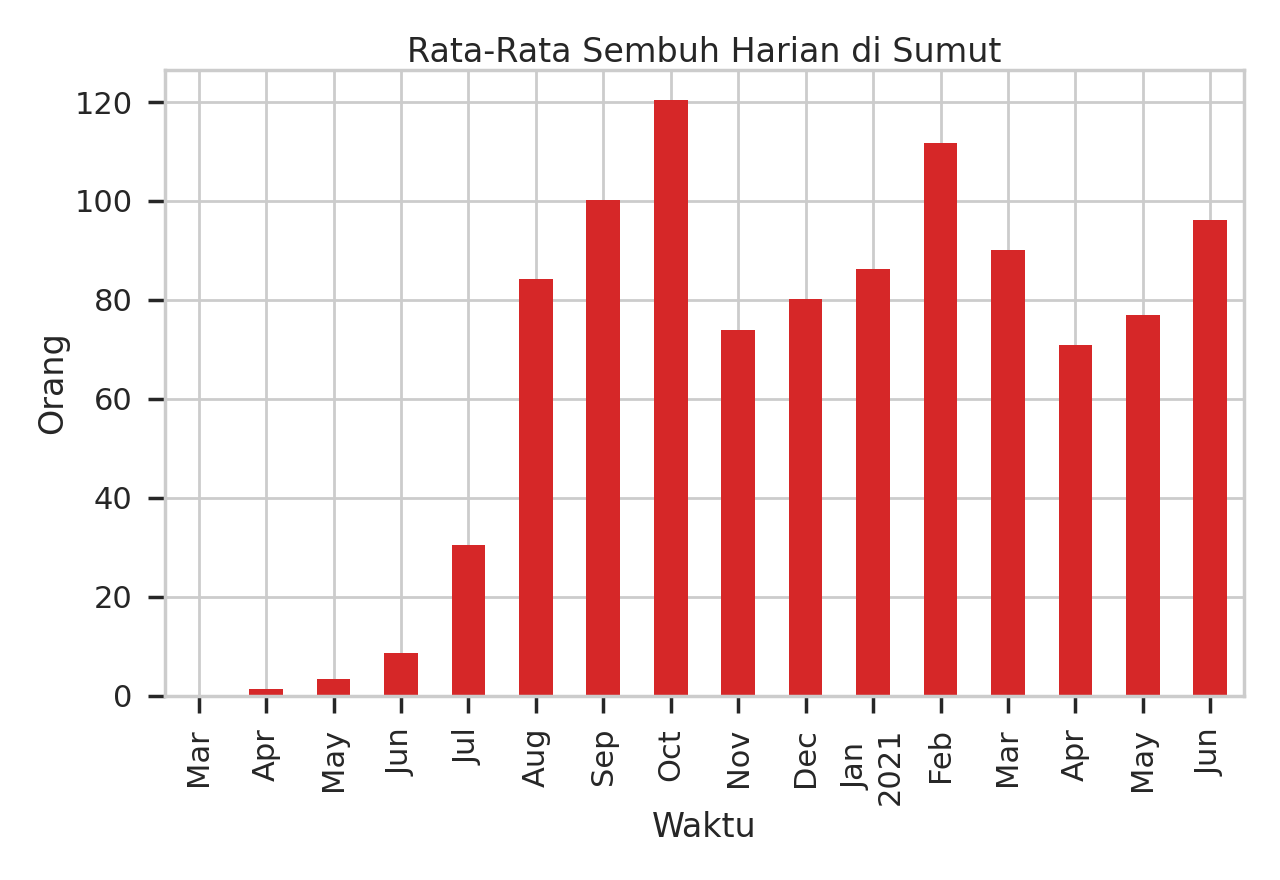 Rata-Rata Sembuh Harian di Sumut
120
100
80
60
40
20
0
Orang
Mar
Apr
May
Jun
Jul
Aug
Sep
Oct
Nov
Dec
Jan
2021
Feb
Mar
Apr
May
Jun
Waktu